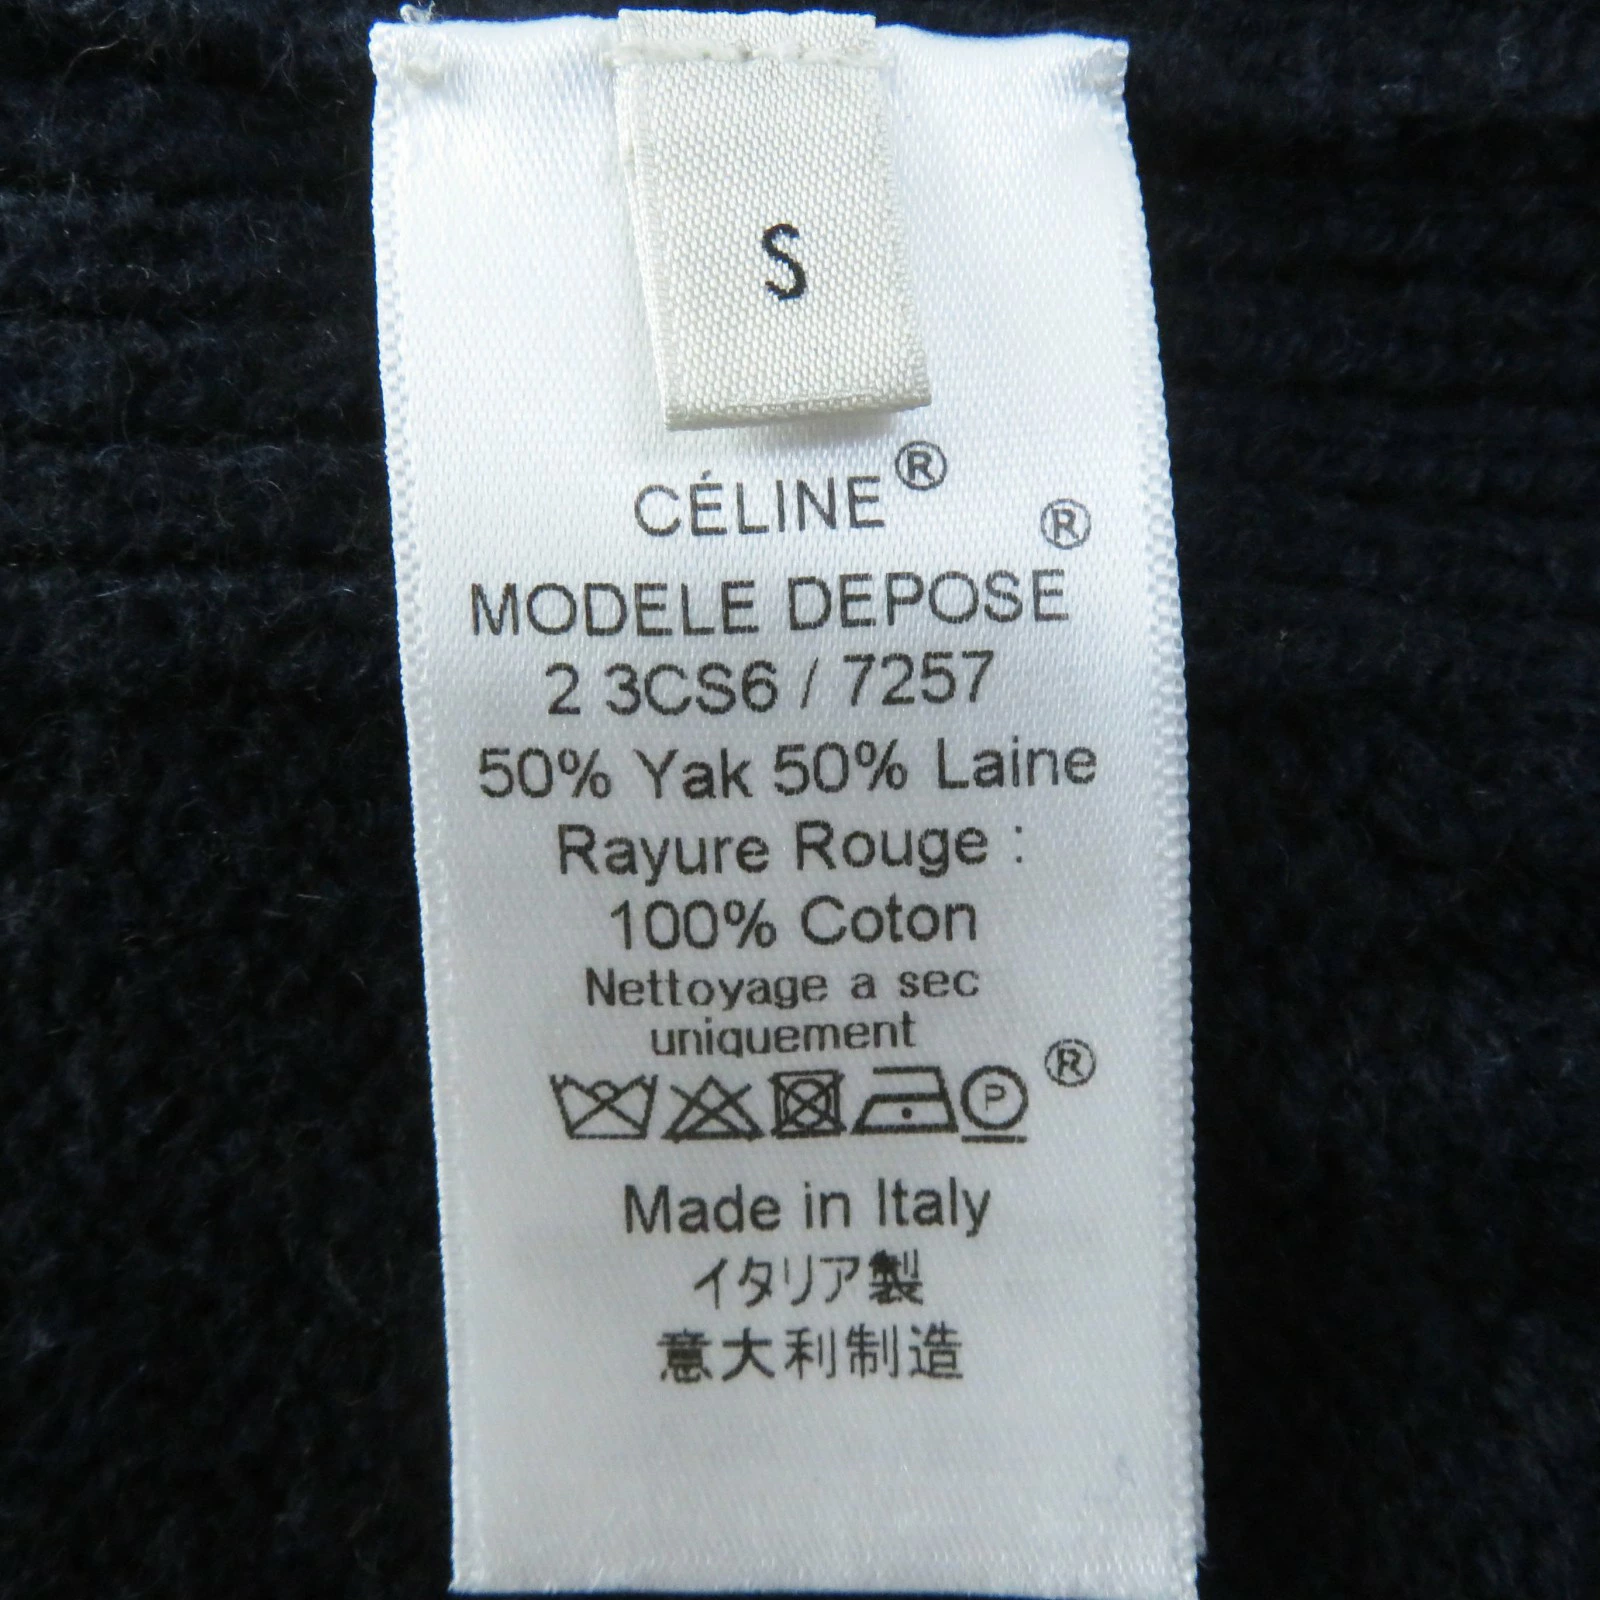 S
CÉLINE®
®
MODELE DEPOSE
2 3CS6 / 7257
50% Yak 50% Laine
Rayure Rouge :
100% Coton
Nettoyage a sec
uniquement
P ®
Made in Italy
イタリア製
意大利制造